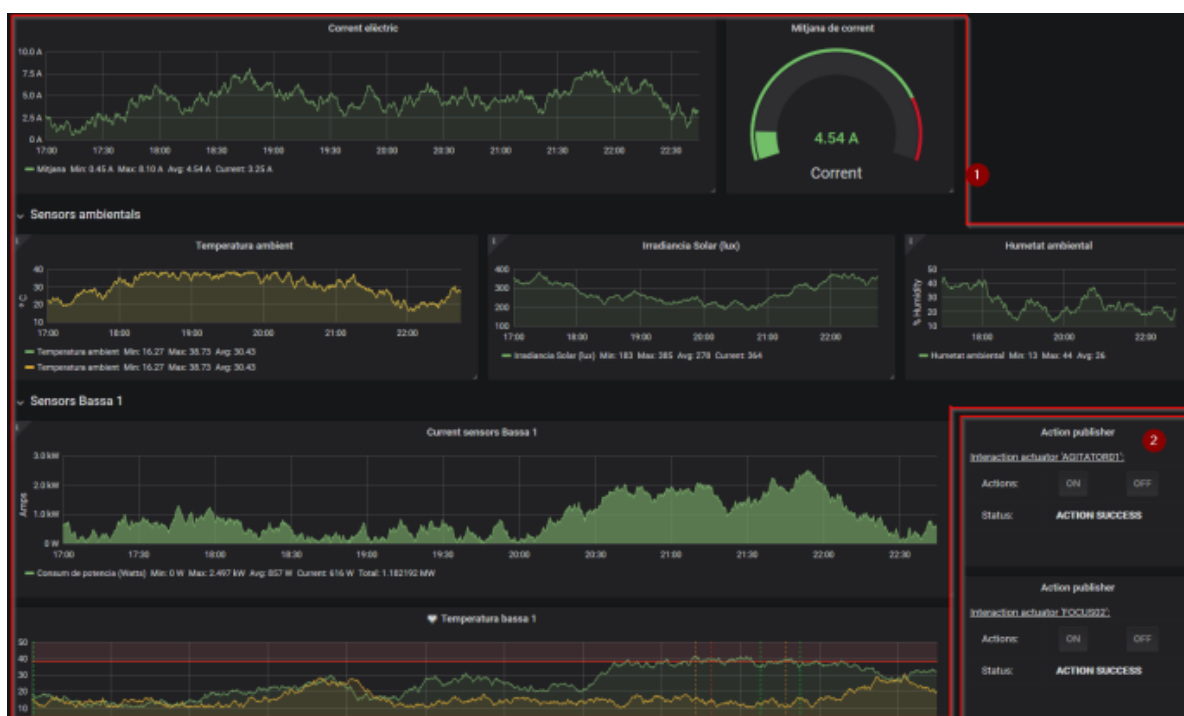 Corrent elèctric
10.0 A
7.5 A
5.0 A
2.5 A
0 A
17:00 17:30 18:00 18:30 19:00 19:30 20:00 20:30 21:00 21:30 22:00 22:30
Mitjana Min: 0.45 A Max: 8.10 A Avg: 4.54 A Current: 3.25 A
Mitjana de corrent
4.54 A
Corrent
1
Sensors ambientals
Temperatura ambient
40
30
20
10
ºC
17:00 18:00 19:00 20:00 21:00 22:00
Temperatura ambient Min: 16.27 Max: 38.73 Avg: 30.43
Temperatura ambient Min: 16.27 Max: 38.73 Avg: 30.43
Irradiancia Solar (lux)
400
300
200
100
17:00 18:00 19:00 20:00 21:00 22:00
Irradiancia Solar (lux) Min: 183 Max: 385 Avg: 278 Current: 364
Humetat ambiental
50
40
30
20
10
% Humidity
18:00 20:00 22:00
Humetat ambiental Min: 13 Max: 44 Avg: 26
Sensors Bassa 1
Current sensors Bassa 1
3.0 kW
2.0 kW
1.0 kW
0 W
Amps
17:00 17:30 18:00 18:30 19:00 19:30 20:00 20:30 21:00 21:30 22:00 22:30
Consum de potencia (Watts) Min: 0 W Max: 2.497 kW Avg: 857 W Current: 616 W Total: 1.182192 MW
Temperatura bassa 1
50
40
30
20
10
Action publisher
2
Interaction actuator 'AGITATOR01':
Actions: ON OFF
Status: ACTION SUCCESS
Action publisher
Interaction actuator 'FOCUS02':
Actions: ON OFF
Status: ACTION SUCCESS